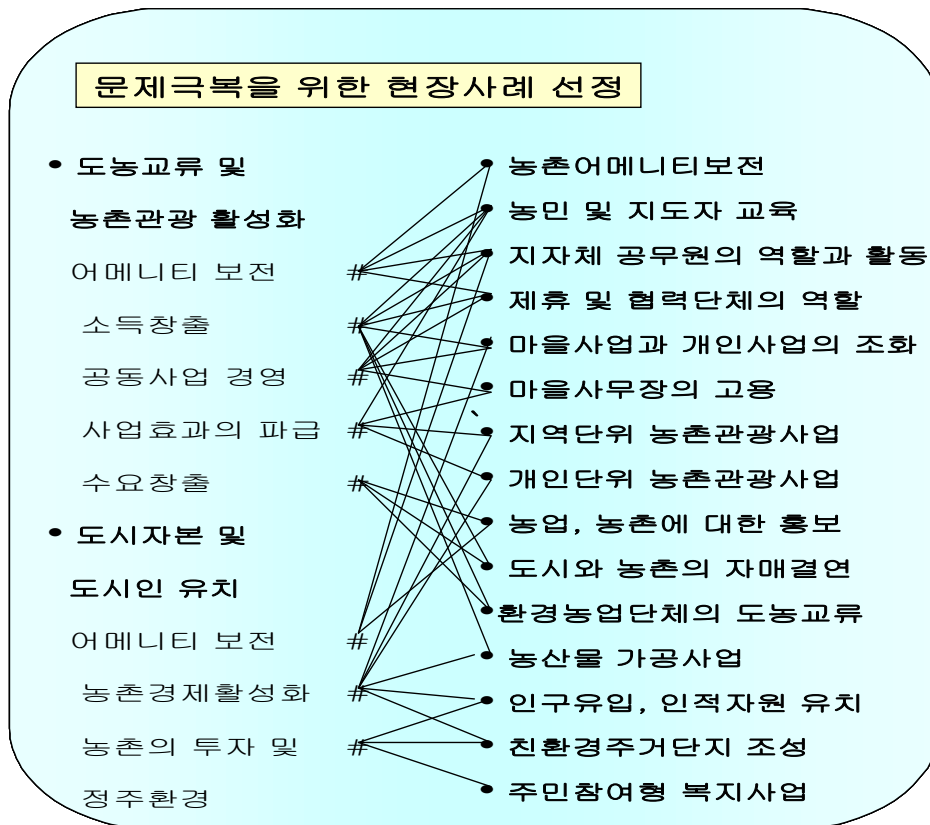 문제극복을 위한 현장사례 선정
• 도농교류 및
농촌관광 활성화
어메니티 보전 #
소득창출 #
공동사업 경영 #
사업효과의 파급 #
수요창출 #
• 도시자본 및
도시인 유치
어메니티 보전 #
농촌경제활성화 #
농촌의 투자 및 #
정주환경
• 농촌어메니티보전
• 농민 및 지도자 교육
• 지자체 공무원의 역할과 활동
• 제휴 및 협력단체의 역할
• 마을사업과 개인사업의 조화
• 마을사무장의 고용
`
• 지역단위 농촌관광사업
• 개인단위 농촌관광사업
• 농업, 농촌에 대한 홍보
• 도시와 농촌의 자매결연
•환경농업단체의 도농교류
• 농산물 가공사업
• 인구유입, 인적자원 유치
• 친환경주거단지 조성
• 주민참여형 복지사업